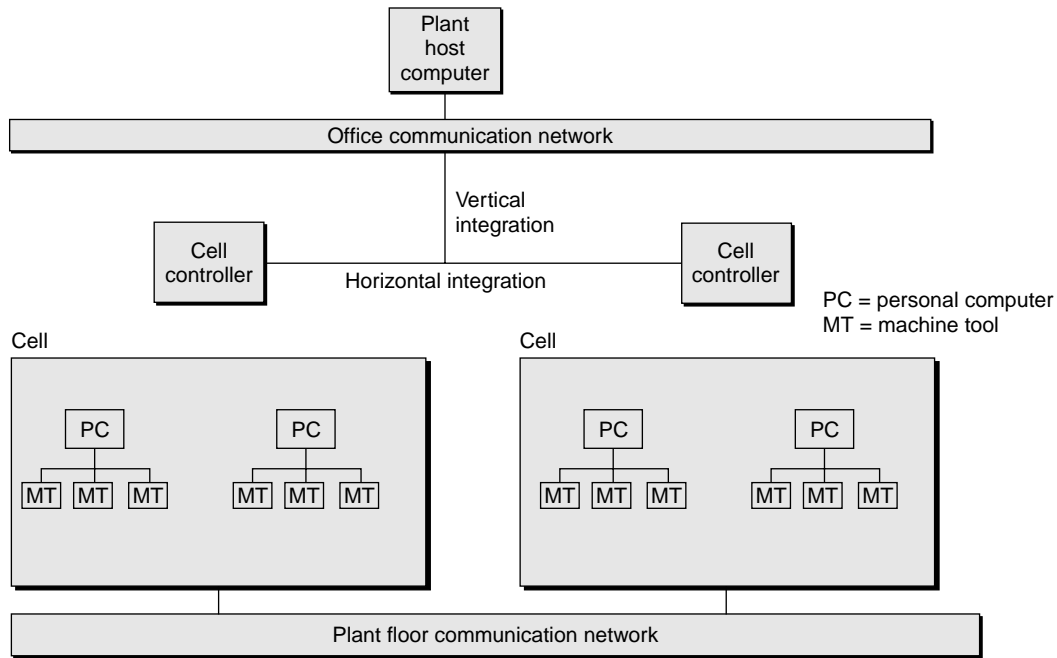 Plant
host
computer
Office communication network
Vertical
integration
Cell
controller
Cell
controller
Horizontal integration
PC = personal computer
MT = machine tool
Cell
Cell
PC
PC
PC
PC
MT MT MT
MT MT MT
MT MT MT
MT MT MT
Plant floor communication network